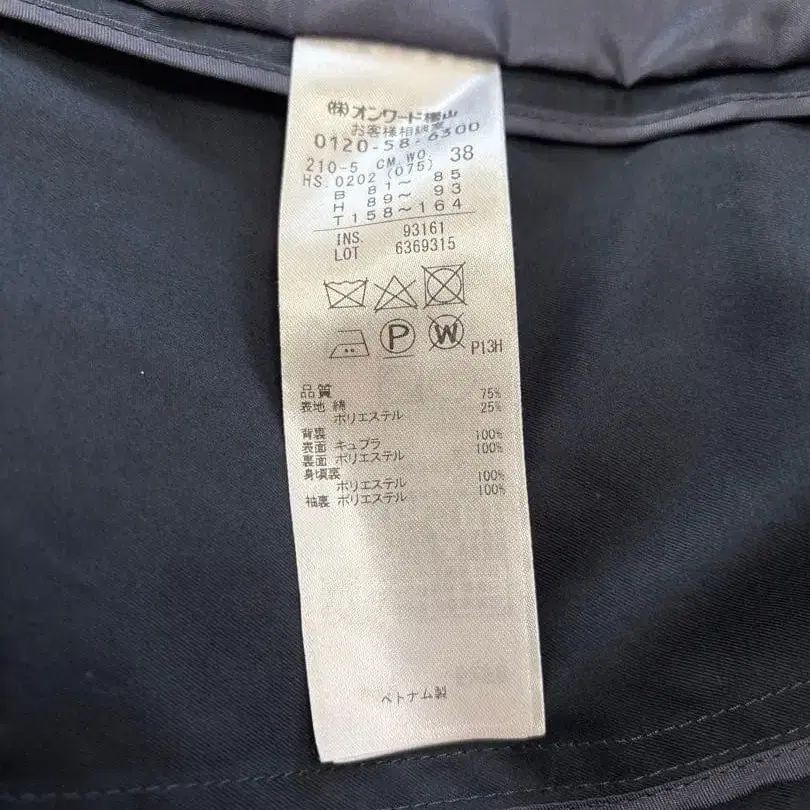 (株)オンワード樫山
お客様相談室
0120-58-6300
210-5 CM.WO. 38
HS.0202 (075)
B 81～ 85
H 89～ 93
T158～164
INS. 93161
LOT 6369315
P W P13H
品質
表地 綿 75%
ポリエステル 25%
背裏
表面 キュプラ 100%
裏面 ポリエステル 100%
身頃裏
ポリエステル 100%
袖裏 ポリエステル 100%
ベトナム製